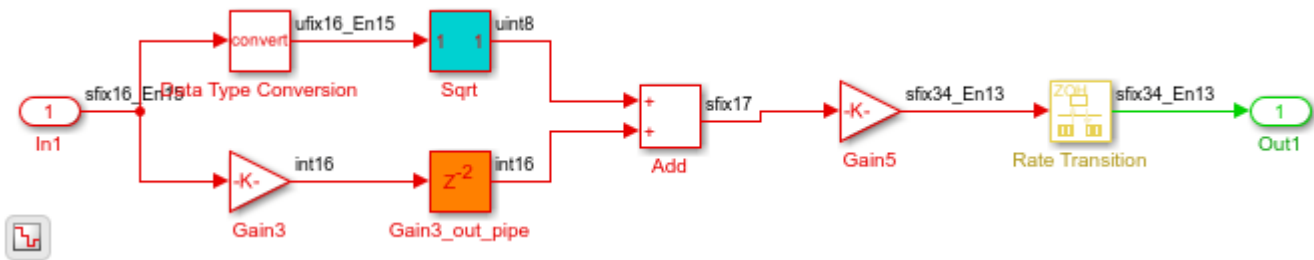 ufix16_En15
uint8
convert
1 1
sfix16_En15
Data Type Conversion
Sqrt
1
In1
+
+
sfix17
Add
-K-
Gain5
sfix34_En13
ZOH
Rate Transition
sfix34_En13
1
Out1
-K-
int16
Gain3
Z-2
int16
Gain3_out_pipe